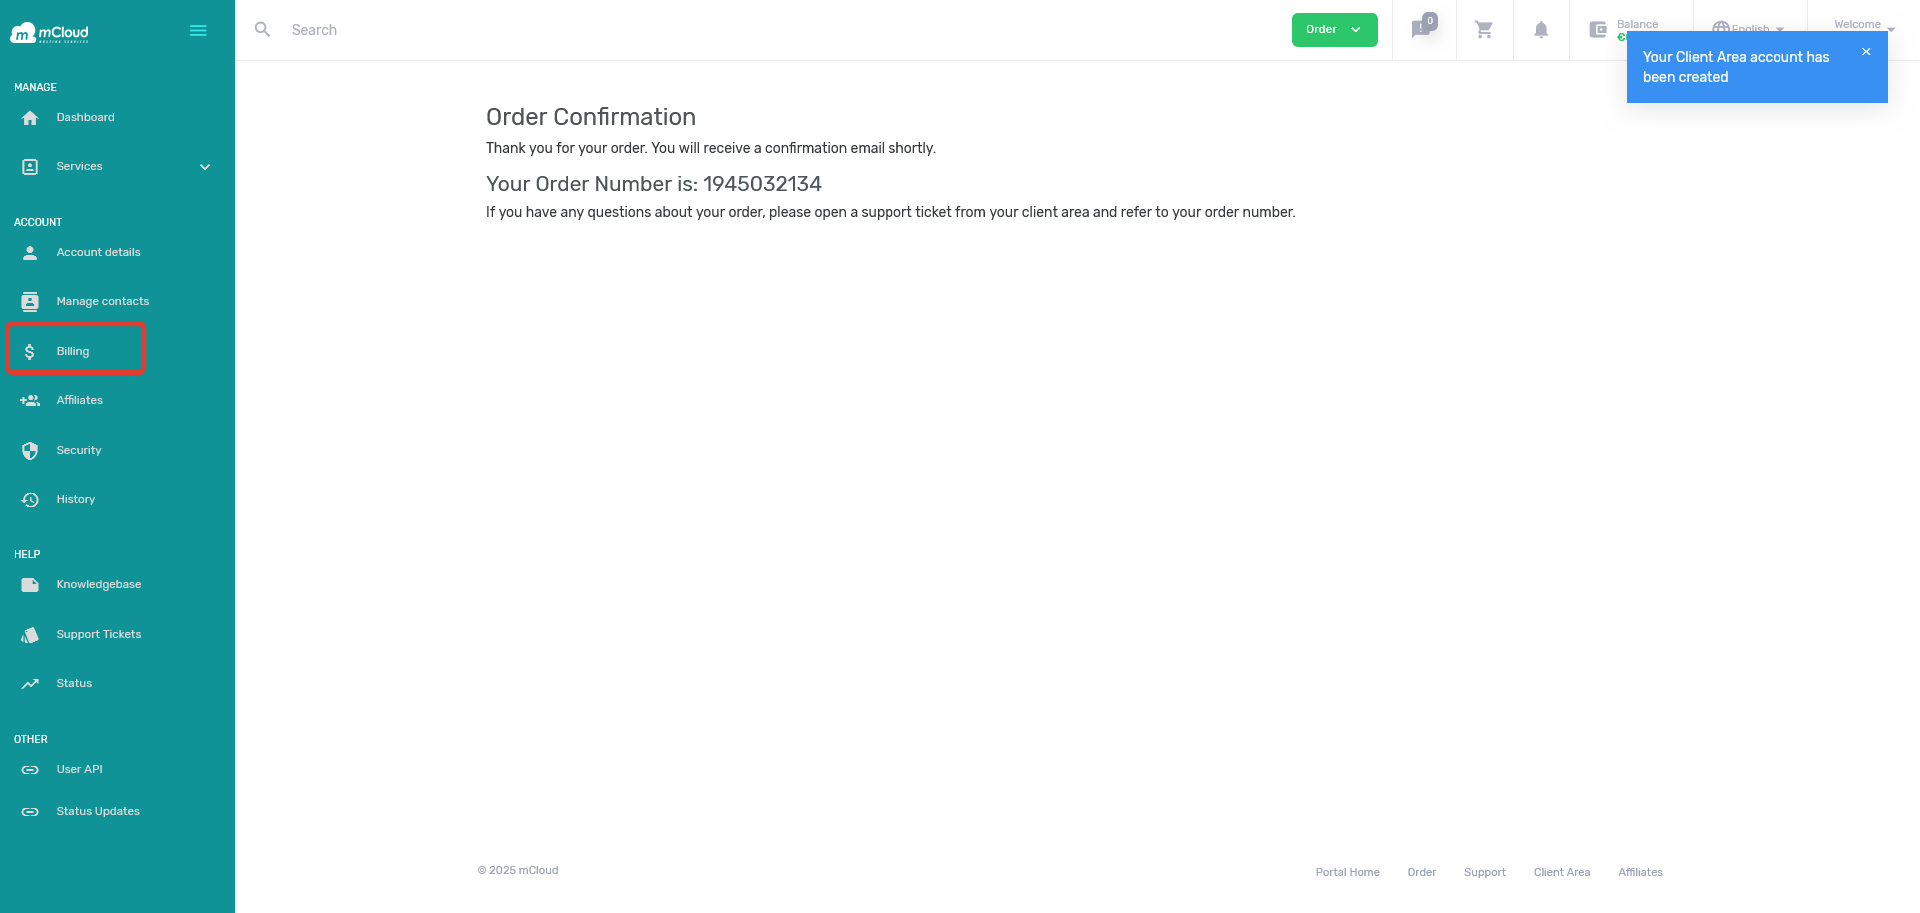 mCloud
MANAGE
Dashboard
Services
ACCOUNT
Account details
Manage contacts
Billing
Affiliates
Security
History
HELP
Knowledgebase
Support Tickets
Status
OTHER
User API
Status Updates
Search
Order
0
Balance
English
Welcome
Your Client Area account has
been created
Order Confirmation
Thank you for your order. You will receive a confirmation email shortly.
Your Order Number is: 1945032134
If you have any questions about your order, please open a support ticket from your client area and refer to your order number.
© 2025 mCloud
Portal Home
Order
Support
Client Area
Affiliates